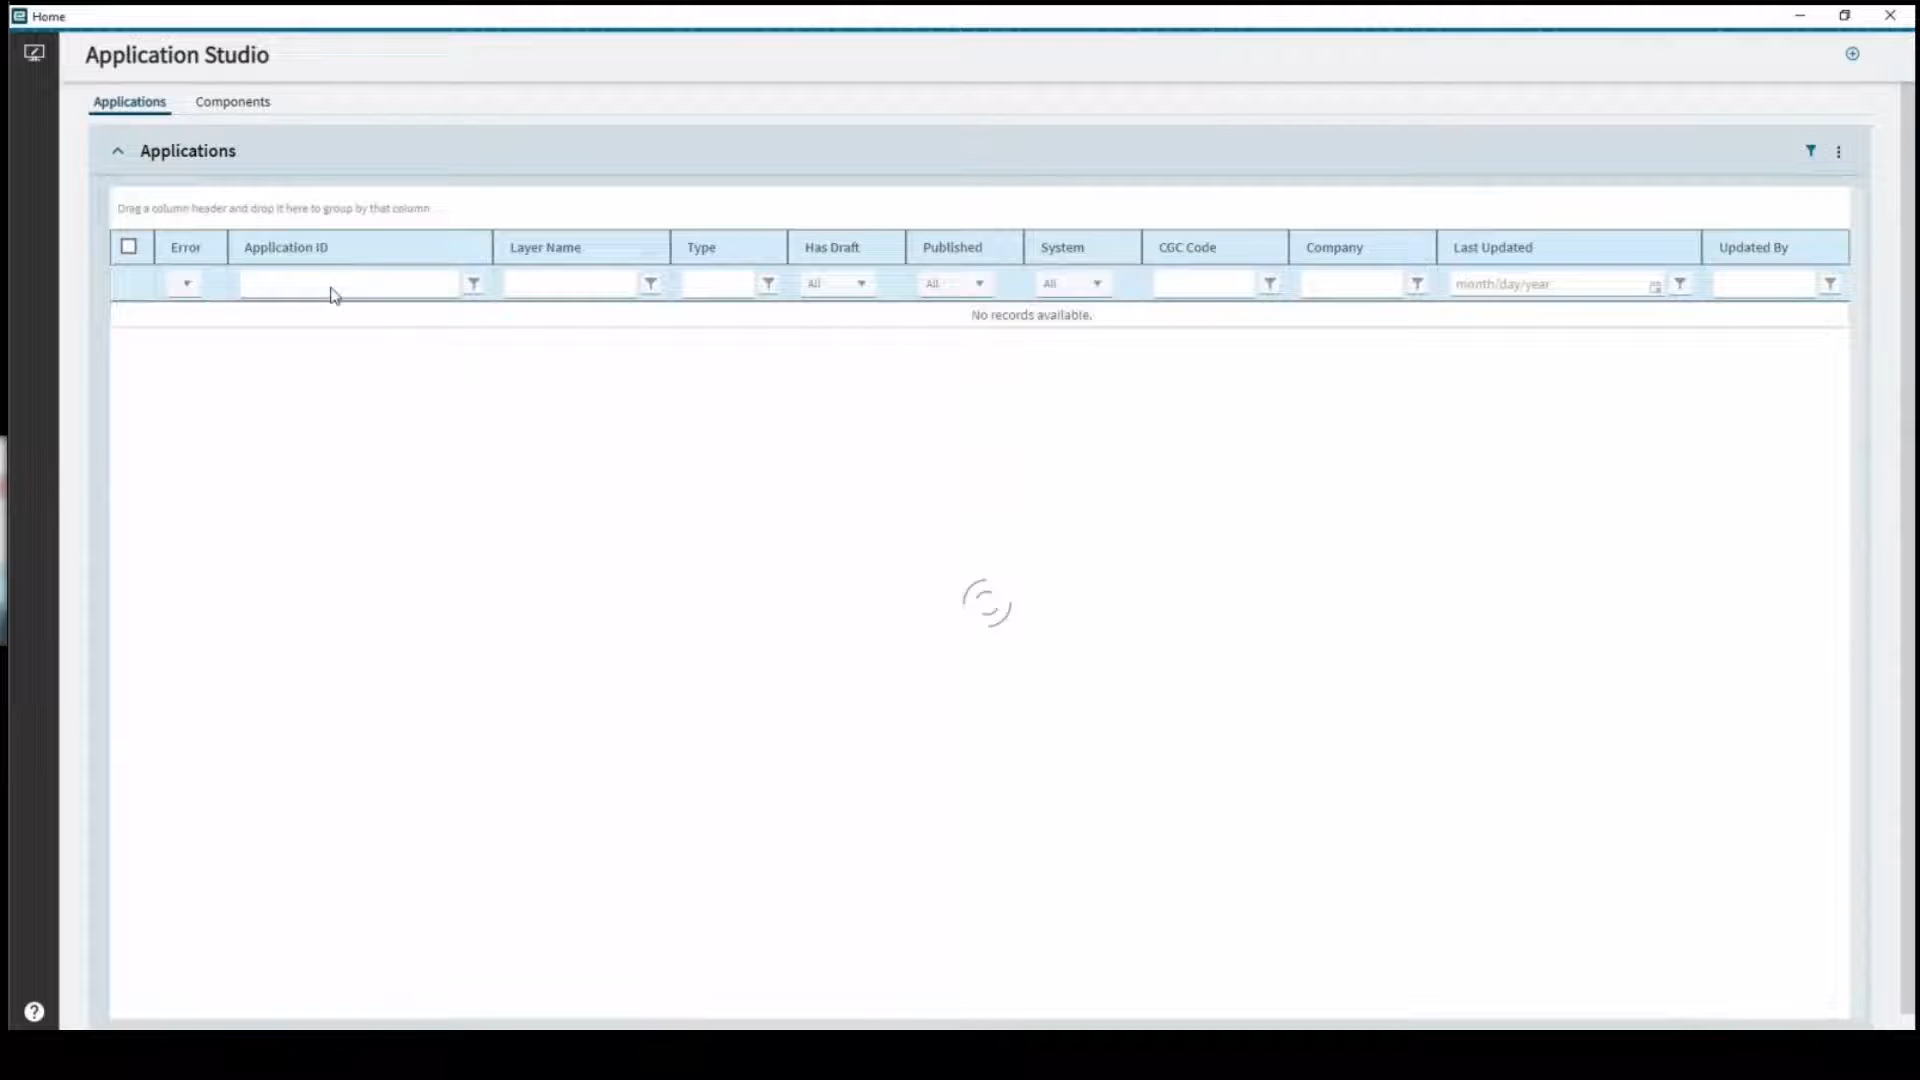 Home
Application Studio
Applications Components
Applications
Drag a column header and drop it here to group by that column
Error Application ID Layer Name Type Has Draft Published System CGC Code Company Last Updated Updated By
All All All month/day/year
No records available.
?